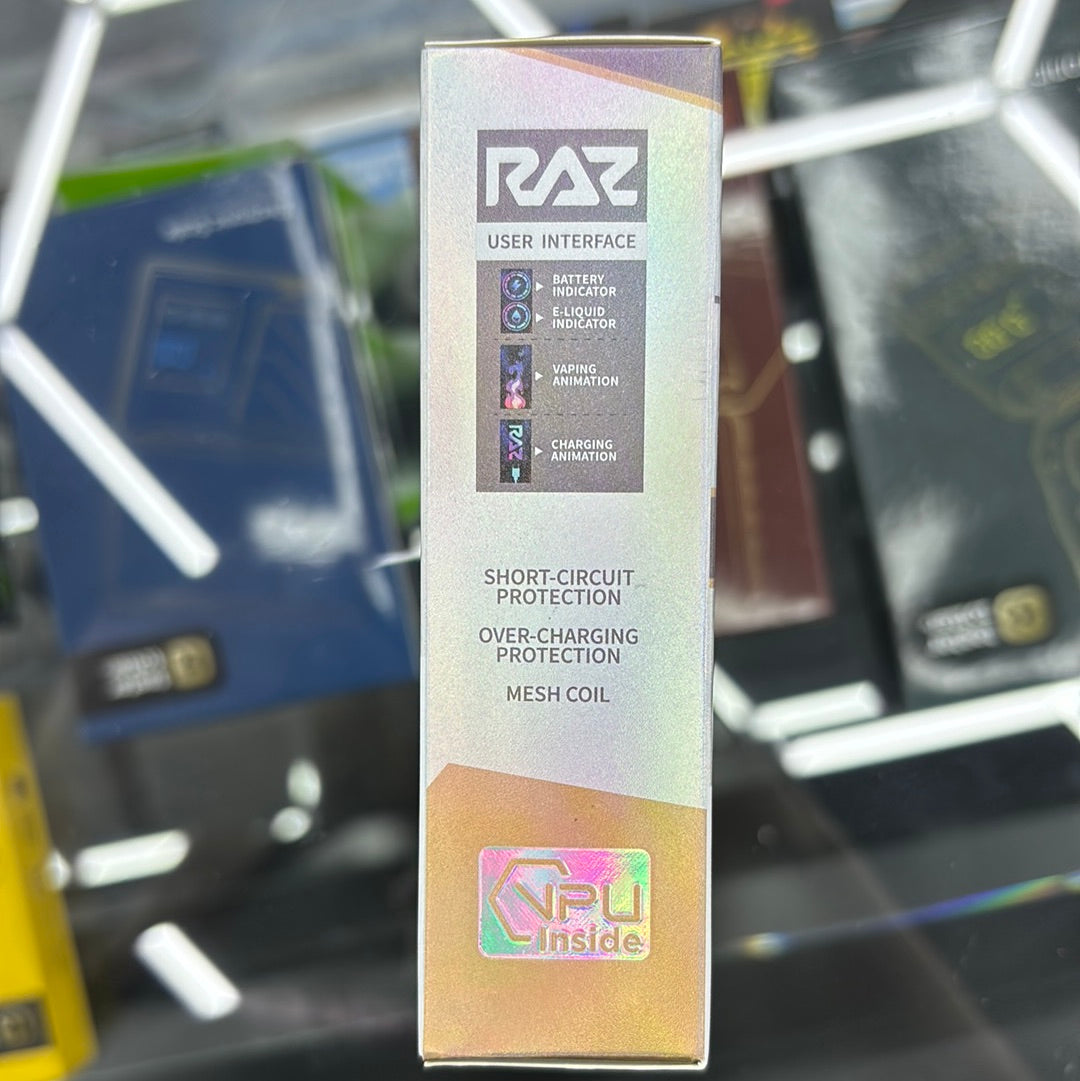 RAZ
USER INTERFACE
BATTERY
INDICATOR
E-LIQUID
INDICATOR
VAPING
ANIMATION
RAZ
CHARGING
ANIMATION
SHORT-CIRCUIT
PROTECTION
OVER-CHARGING
PROTECTION
MESH COIL
VPU
Inside